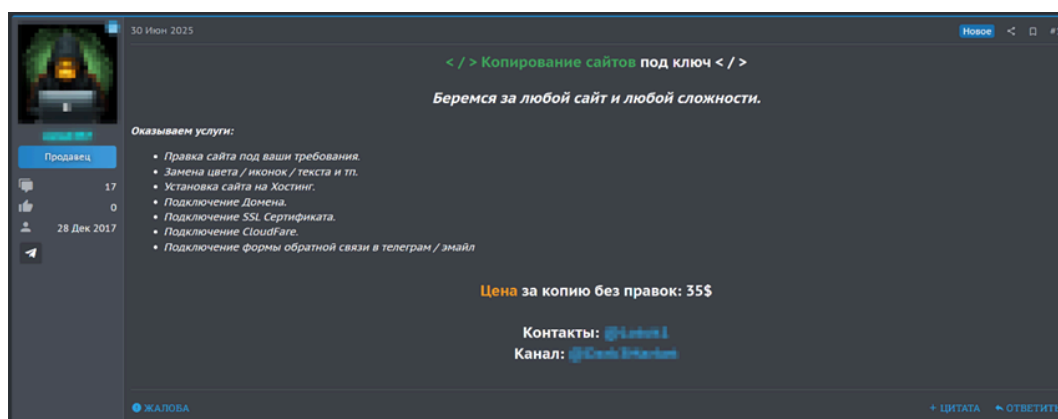 30 Июн 2025
Новое
</> Копирование сайтов под ключ </>
Беремся за любой сайт и любой сложности.
Оказываем услуги:
Продавец
• Правка сайта под ваши требования.
• Замена цвета / иконок / текста и тп.
17
• Установка сайта на Хостинг.
• Подключение Домена.
0
• Подключение SSL Сертификата.
28 Дек 2017
• Подключение CloudFare.
• Подключение формы обратной связи в телеграм / эмайл
Цена за копию без правок: 35$
Контакты:
Канал:
ЖАЛОБА
+ ЦИТАТА
ОТВЕТИТЬ